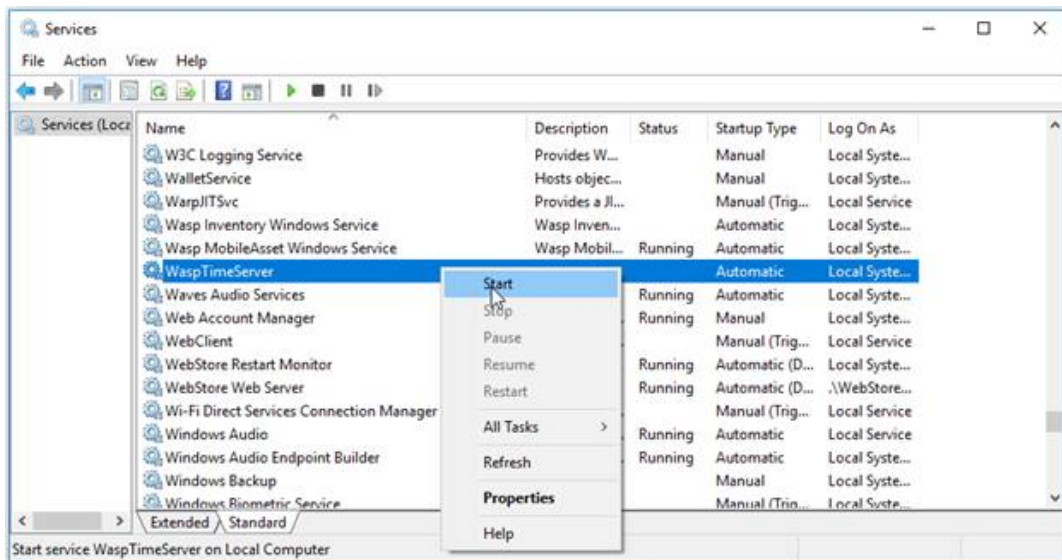 Services
File Action View Help
Services (Loca
Name Description Status Startup Type Log On As
W3C Logging Service Provides W... Manual Local Syste...
WalletService Hosts objec... Manual Local Syste...
WarpJITSvc Provides a JI... Manual (Trig... Local Service
Wasp Inventory Windows Service Wasp Inven... Automatic Local Syste...
Wasp MobileAsset Windows Service Wasp Mobil... Running Automatic Local Syste...
WaspTimeServer Automatic Local Syste...
Start
Waves Audio Services Running Automatic Local Syste...
Stop
Web Account Manager Running Manual Local Syste...
Pause
WebClient Manual (Trig... Local Service
Resume
WebStore Restart Monitor Running Automatic (D... Local Syste...
WebStore Web Server Running Automatic (D... .\WebStore...
Restart
Wi-Fi Direct Services Connection Manager Manual (Trig... Local Service
All Tasks
Windows Audio Running Automatic Local Service
Windows Audio Endpoint Builder Running Automatic Local Syste...
Refresh
Windows Backup Manual Local Syste...
Properties
Windows Biometric Service Manual (Trig... Local Syste...
Extended Standard
Help
Start service WaspTimeServer on Local Computer